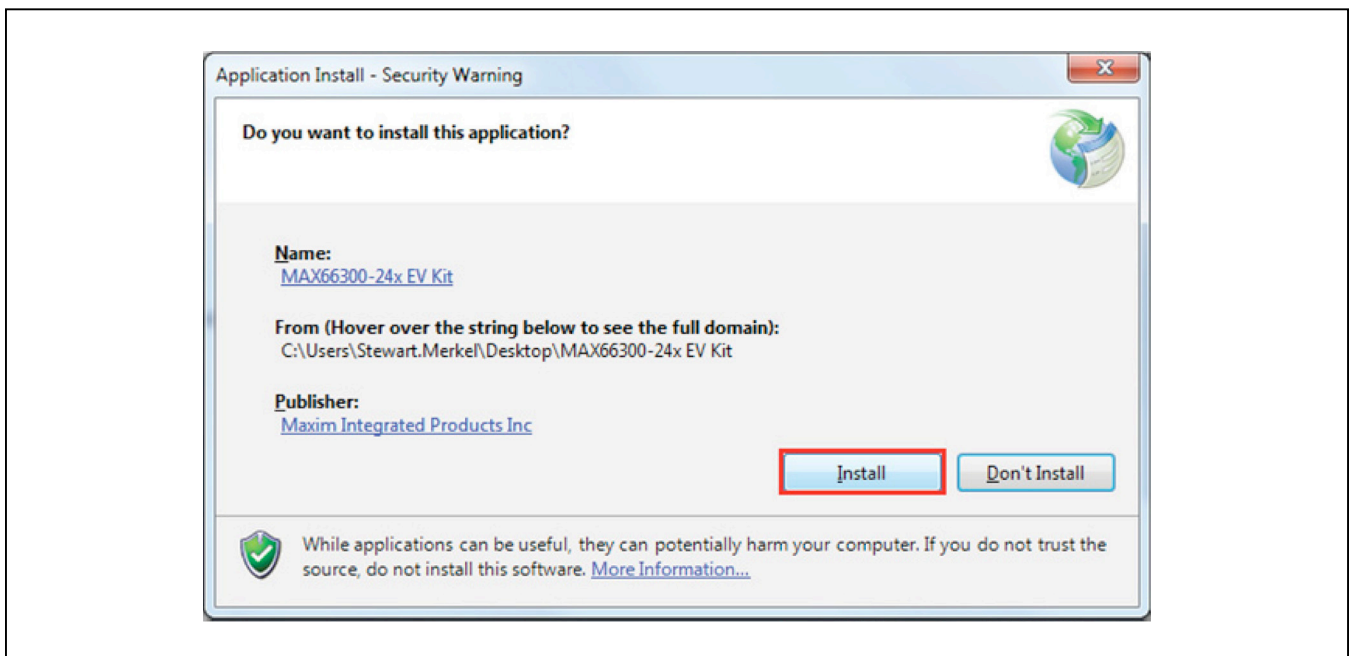 Application Install - Security Warning
Do you want to install this application?
Name:
MAX66300-24x EV Kit
From (Hover over the string below to see the full domain):
C:\Users\Stewart.Merkel\Desktop\MAX66300-24x EV Kit
Publisher:
Maxim Integrated Products Inc
Install Don't Install
While applications can be useful, they can potentially harm your computer. If you do not trust the
source, do not install this software. More Information...